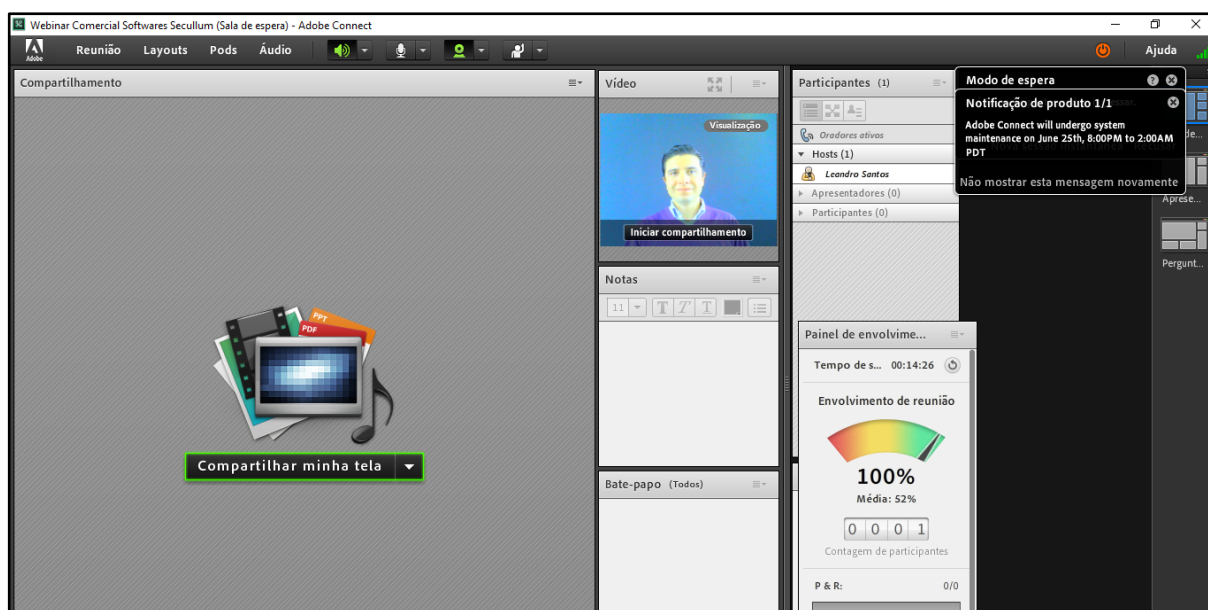 Webinar Comercial Softwares Secullum (Sala de espera) - Adobe Connect
Adobe
Reunião Layouts Pods Áudio
Ajuda
Compartilhamento
PPT
PDF
Compartilhar minha tela
Vídeo
Visualização
Iniciar compartilhamento
Notas
11 T T T
Bate-papo (Todos)
Participantes (1)
Oradores ativos
Hosts (1)
Leandro Santos
Apresentadores (0)
Participantes (0)
Painel de envolvime...
Tempo de s... 00:14:26
Envolvimento de reunião
100%
Média: 52%
0 0 0 1
Contagem de participantes
P & R: 0/0
Modo de espera
Notificação de produto 1/1
Adobe Connect will undergo system
maintenance on June 25th, 8:00PM to 2:00AM
PDT
Não mostrar esta mensagem novamente
de...
Aprese...
Pergunt...